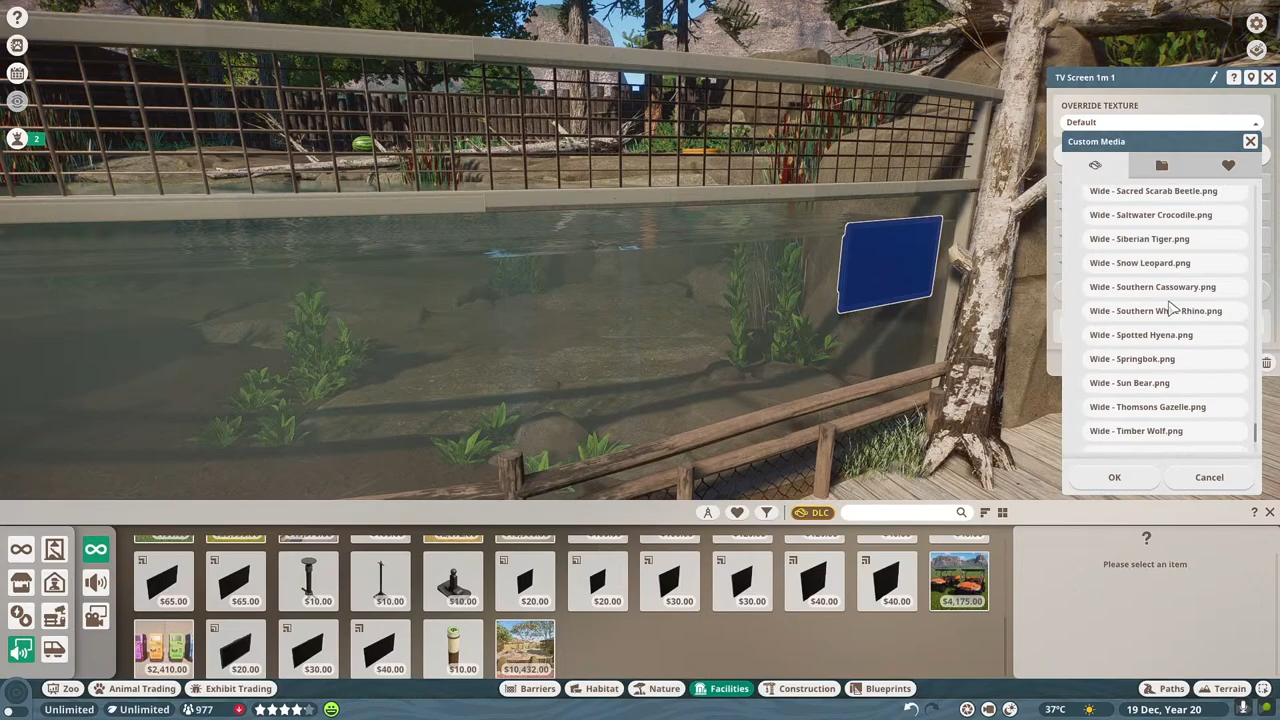 ?
2
TV Screen 1m 1
?
OVERRIDE TEXTURE
Default
Custom Media
Wide - Sacred Scarab Beetle.png
Wide - Saltwater Crocodile.png
Wide - Siberian Tiger.png
Wide - Snow Leopard.png
Wide - Southern Cassowary.png
Wide - Southern Rhino.png
Wide - Spotted Hyena.png
Wide - Springbok.png
Wide - Sun Bear.png
Wide - Thomsons Gazelle.png
Wide - Timber Wolf.png
OK Cancel
DLC
?
?
Please select an item
$65.00 $65.00 $10.00 $10.00 $10.00 $20.00 $20.00 $30.00 $30.00 $40.00 $40.00 $4,175.00
$2,410.00 $20.00 $30.00 $40.00 $10.00 $10,432.00
Zoo Animal Trading Exhibit Trading Barriers Habitat Nature Facilities Construction Blueprints Paths Terrain
Unlimited Unlimited 977 37°C 19 Dec, Year 20